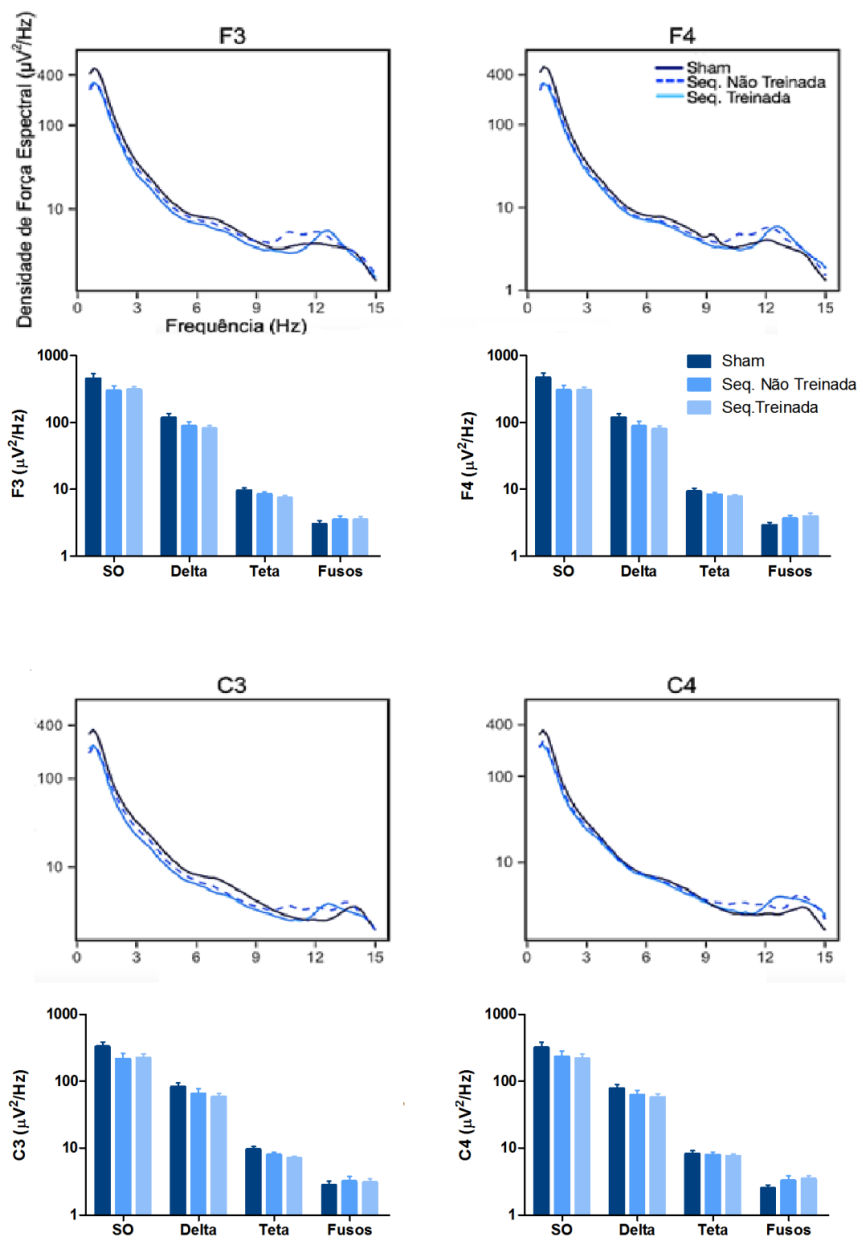 F3
Densidade de Força Espectral (µV²/Hz)
400
100
10
0 3 6 9 12 15
Frequência (Hz)
F4
Sham
Seq. Não Treinada
Seq. Treinada
400
100
10
1
0 3 6 9 12 15
F3 (µV²/Hz)
1000
100
10
1
SO Delta Teta Fusos
F4 (µV²/Hz)
1000
100
10
1
SO Delta Teta Fusos
Sham
Seq. Não Treinada
Seq.Treinada
C3
400
100
10
0 3 6 9 12 15
C4
400
100
10
0 3 6 9 12 15
C3 (µV²/Hz)
1000
100
10
1
SO Delta Teta Fusos
C4 (µV²/Hz)
1000
100
10
1
SO Delta Teta Fusos